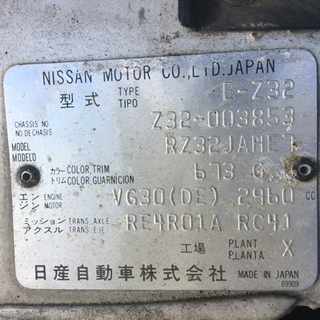 NISSAN MOTOR CO.,LTD.JAPAN
型式 TYPE TIPO E-Z32
CHASSIS NO NO DE CHASIS Z32-003853
MODEL MODELO
カラー COLOR,TRIM トリム COLOR,GUARNICION 673
エンジン ENGINE MOTOR VG30(DE) 2960 cc
ミッション アクスル TRANS.AXLE TRANS.EJE RE4R01A RC41
工場 PLANT PLANTA X
日産自動車株式会社 MADE IN JAPAN
89909